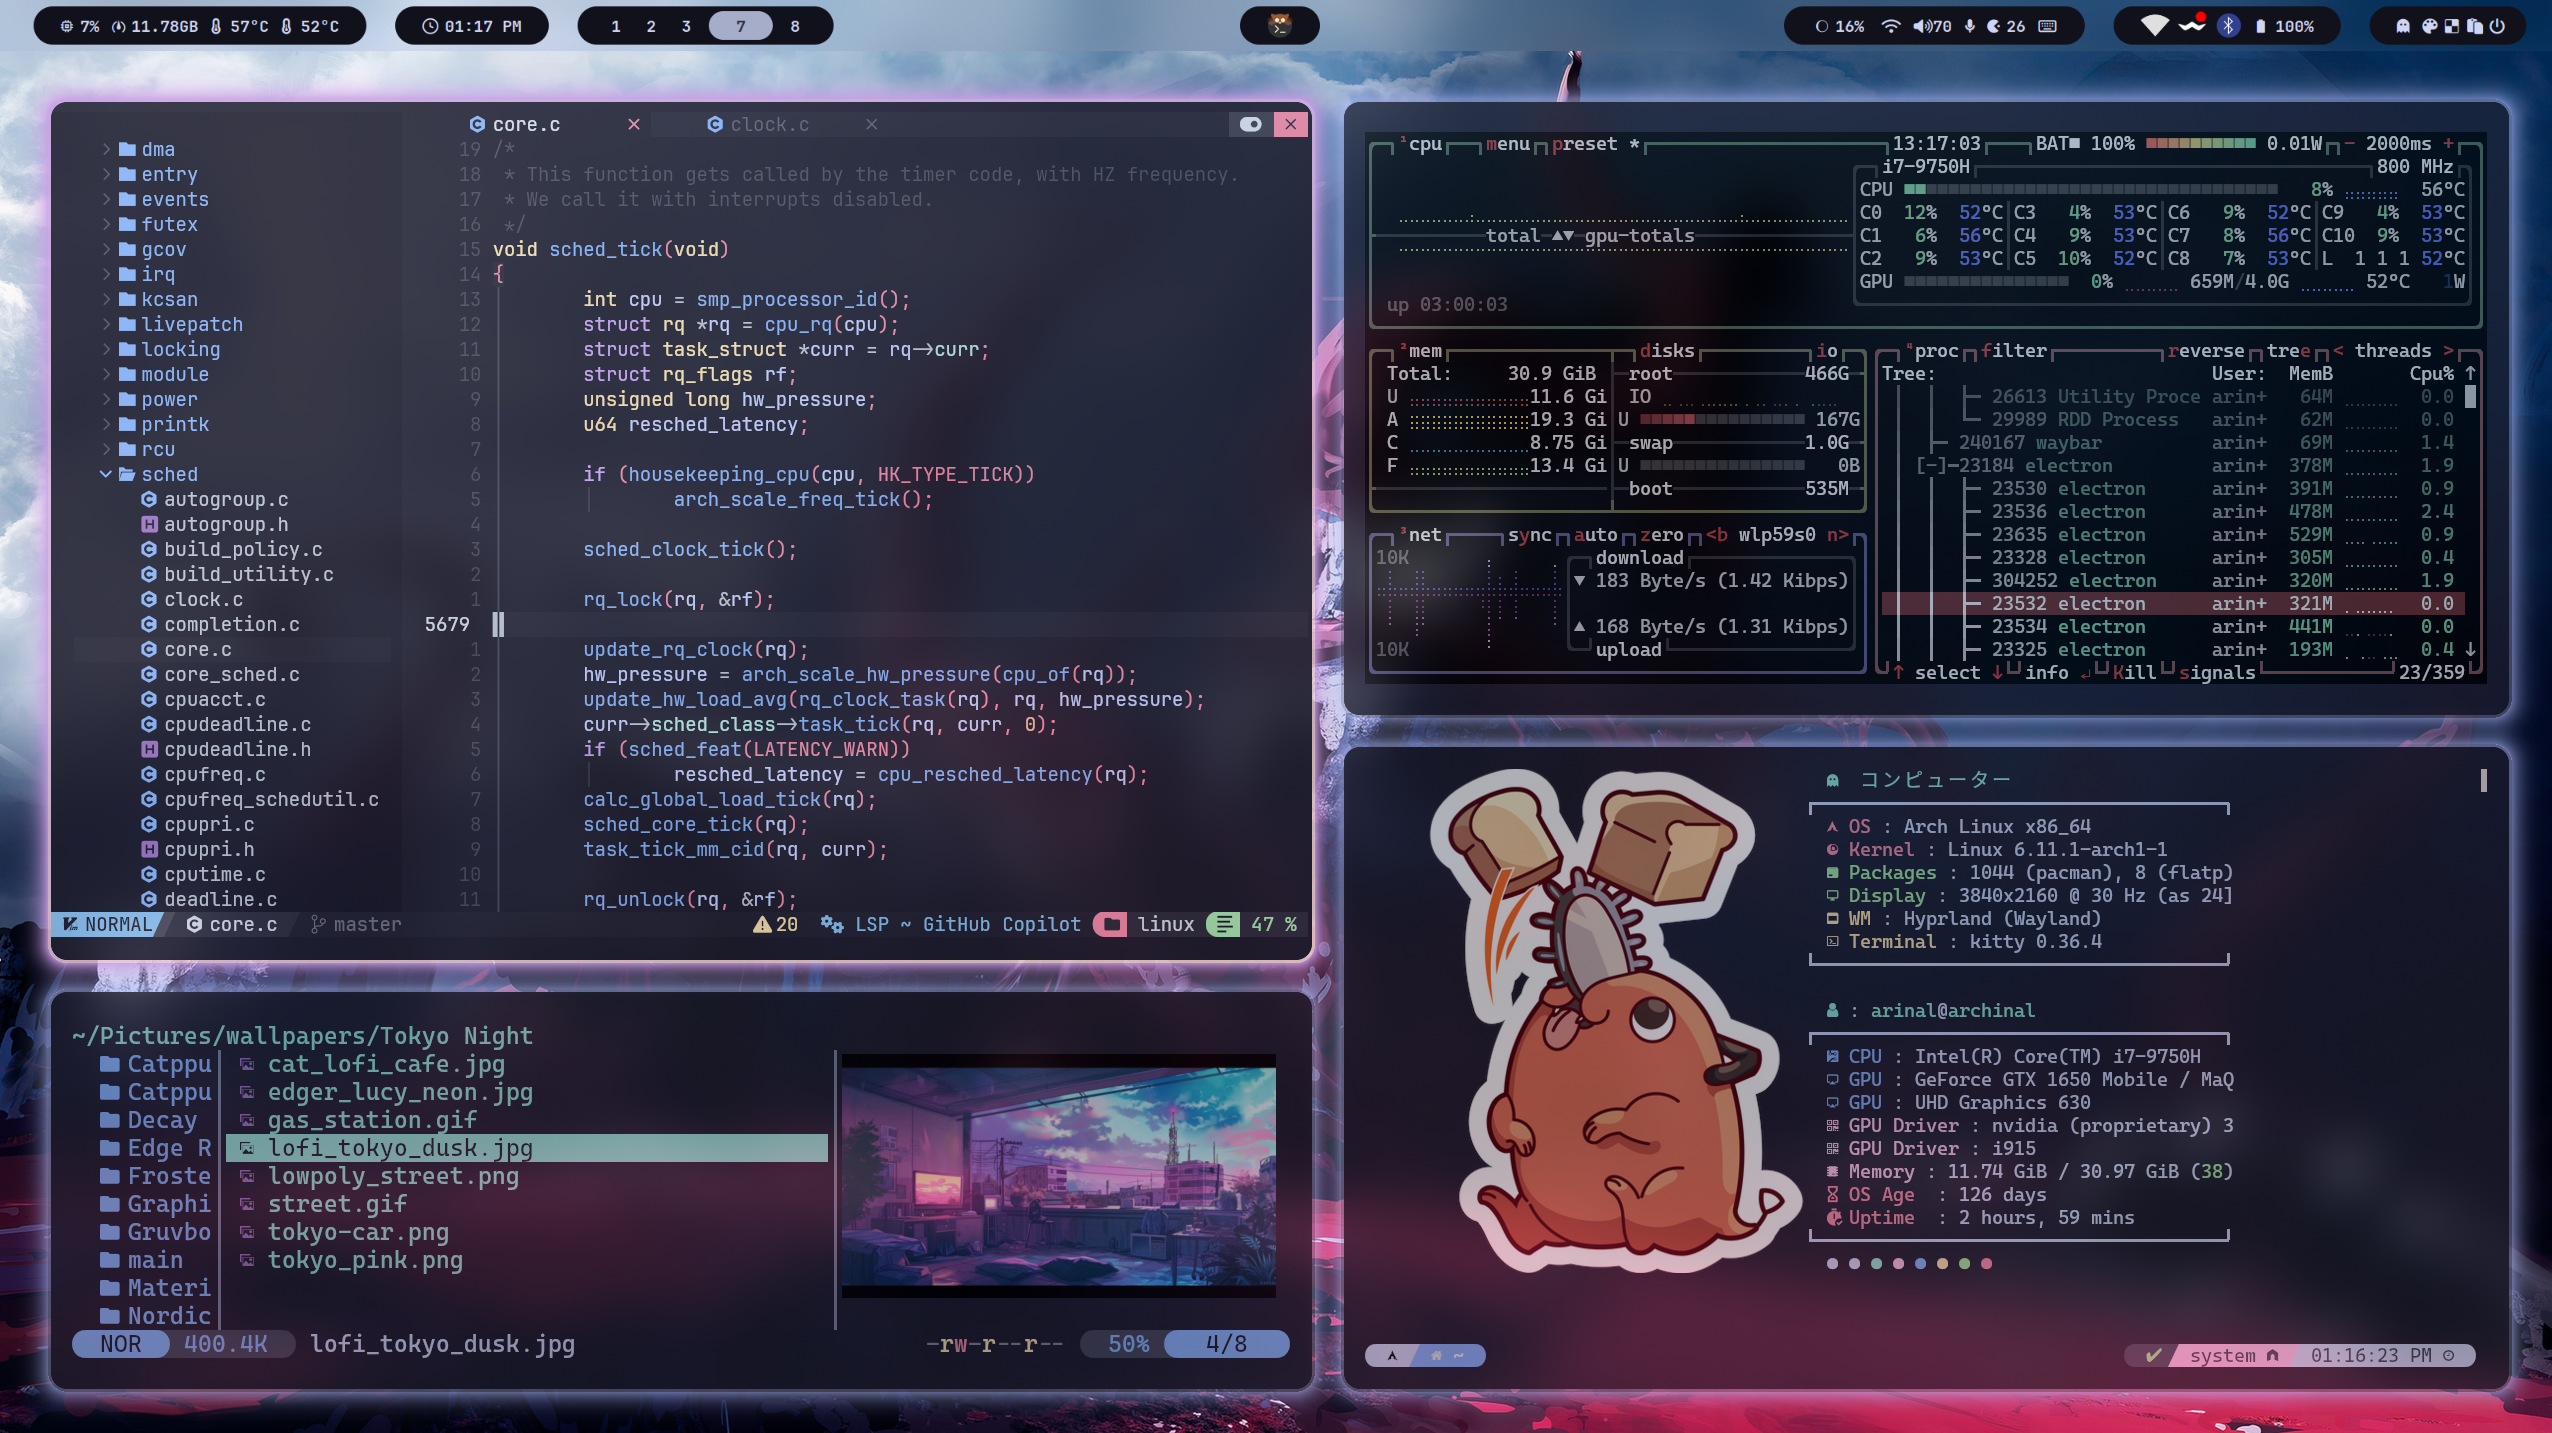 7% 11.78GB 57°C 52°C
01:17 PM
1 2 3 7 8
16% 70 26
100%
core.c
clock.c
dma
entry
events
futex
gcov
irq
kcsan
livepatch
locking
module
power
printk
rcu
sched
autogroup.c
autogroup.h
build_policy.c
build_utility.c
clock.c
completion.c
core.c
core_sched.c
cpuacct.c
cpudeadline.c
cpudeadline.h
cpufreq.c
cpufreq_schedutil.c
cpupri.c
cpupri.h
cputime.c
deadline.c
19 /*
18  * This function gets called by the timer code, with HZ frequency.
17  * We call it with interrupts disabled.
16  */
15 void sched_tick(void)
14 {
13         int cpu = smp_processor_id();
12         struct rq *rq = cpu_rq(cpu);
11         struct task_struct *curr = rq->curr;
10         struct rq_flags rf;
9         unsigned long hw_pressure;
8         u64 resched_latency;
7
6         if (housekeeping_cpu(cpu, HK_TYPE_TICK))
5                 arch_scale_freq_tick();
4
3         sched_clock_tick();
2
1         rq_lock(rq, &rf);
5679
1         update_rq_clock(rq);
2         hw_pressure = arch_scale_hw_pressure(cpu_of(rq));
3         update_hw_load_avg(rq_clock_task(rq), rq, hw_pressure);
4         curr->sched_class->task_tick(rq, curr, 0);
5         if (sched_feat(LATENCY_WARN))
6                 resched_latency = cpu_resched_latency(rq);
7         calc_global_load_tick(rq);
8         sched_core_tick(rq);
9         task_tick_mm_cid(rq, curr);
10
11         rq_unlock(rq, &rf);
NORMAL core.c master 20 LSP ~ GitHub Copilot linux 47 %
¹cpu menu preset * 13:17:03 BAT■ 100% 0.01W - 2000ms +
i7-9750H 800 MHz
CPU 8% 56°C
C0 12% 52°C C3 4% 53°C C6 9% 52°C C9 4% 53°C
C1 6% 56°C C4 9% 53°C C7 8% 56°C C10 9% 53°C
C2 9% 53°C C5 10% 52°C C8 7% 53°C L 1 1 1 52°C
GPU 0% 659M/4.0G 52°C 1W
total ▲▼ gpu-totals
up 03:00:03
²mem disks io
Total: 30.9 GiB root 466G
U 11.6 Gi IO
A 19.3 Gi U 167G
C 8.75 Gi swap 1.0G
F 13.4 Gi U 0B
boot 535M
³net sync auto zero <b wlp59s0 n>
10K download
▼ 183 Byte/s (1.42 Kibps)
▲ 168 Byte/s (1.31 Kibps)
10K upload
⁴proc filter reverse tree < threads >
Tree: User: MemB Cpu% ↑
26613 Utility Proce arin+ 64M 0.0
29989 RDD Process arin+ 62M 0.0
240167 waybar arin+ 69M 1.4
[-]-23184 electron arin+ 378M 1.9
23530 electron arin+ 391M 0.9
23536 electron arin+ 478M 2.4
23635 electron arin+ 529M 0.9
23328 electron arin+ 305M 0.4
304252 electron arin+ 320M 1.9
23532 electron arin+ 321M 0.0
23534 electron arin+ 441M 0.0
23325 electron arin+ 193M 0.4 ↓
↑ select ↓ info ↲ Kill signals 23/359
~/Pictures/wallpapers/Tokyo Night
Catppu
Catppu
Decay
Edge R
Froste
Graphi
Gruvbo
main
Materi
Nordic
cat_lofi_cafe.jpg
edger_lucy_neon.jpg
gas_station.gif
lofi_tokyo_dusk.jpg
lowpoly_street.png
street.gif
tokyo-car.png
tokyo_pink.png
NOR 400.4K lofi_tokyo_dusk.jpg -rw-r--r-- 50% 4/8
コンピューター
OS : Arch Linux x86_64
Kernel : Linux 6.11.1-arch1-1
Packages : 1044 (pacman), 8 (flatp)
Display : 3840x2160 @ 30 Hz (as 24]
WM : Hyprland (Wayland)
Terminal : kitty 0.36.4
: arinal@archinal
CPU : Intel(R) Core(TM) i7-9750H
GPU : GeForce GTX 1650 Mobile / MaQ
GPU : UHD Graphics 630
GPU Driver : nvidia (proprietary) 3
GPU Driver : i915
Memory : 11.74 GiB / 30.97 GiB (38)
OS Age : 126 days
Uptime : 2 hours, 59 mins
~
✔ system 01:16:23 PM